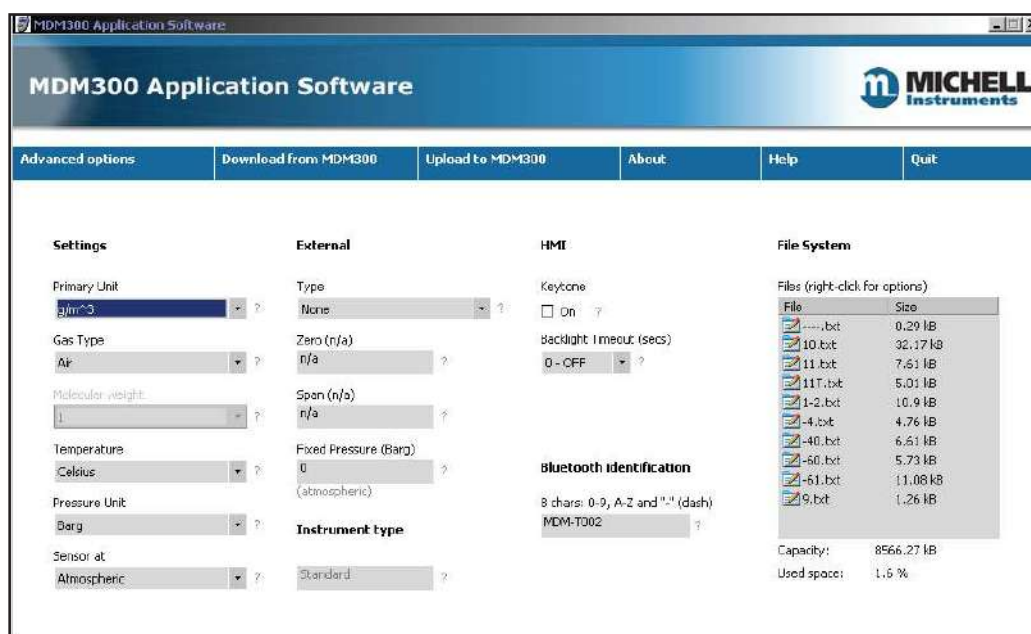 MDM300 Application Software
MDM300 Application Software
MICHELL
Instruments
Advanced options
Download from MDM300
Upload to MDM300
About
Help
Quit
Settings
Primary Unit
g/m^3
?
Gas Type
Air
?
Molecular weight
1
?
Temperature
Celsius
?
Pressure Unit
Barg
?
Sensor at
Atmospheric
?
External
Type
None
?
Zero (n/a)
n/a
?
Span (n/a)
n/a
?
Fixed Pressure (Barg)
0
?
(atmospheric)
Instrument type
Standard
?
HMI
Keytone
On ?
Backlight Timeout (secs)
0 - OFF
?
Bluetooth Identification
8 chars: 0-9, A-Z and "-" (dash)
MDM-T002
?
File System
Files (right-click for options)
File Size
----.txt 0.29 kB
10.txt 32.17 kB
11.txt 7.61 kB
11T.txt 5.01 kB
1-2.txt 10.9 kB
-4.txt 4.76 kB
-40.txt 6.61 kB
-60.txt 5.73 kB
-61.txt 11.08 kB
9.txt 1.26 kB
Capacity: 8566.27 kB
Used space: 1.6 %